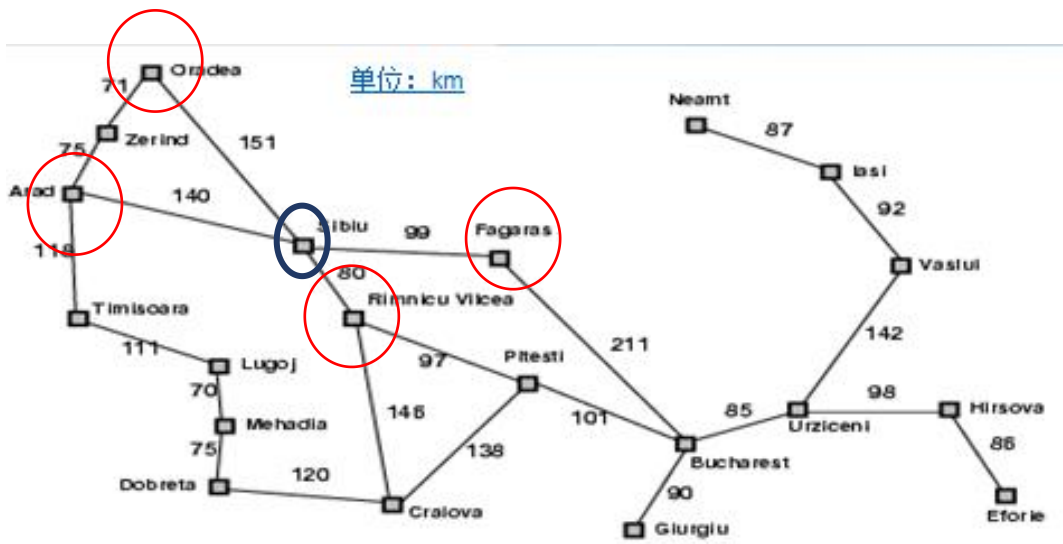 Oradea
单位：km
71
Neamt
87
Zerind
151
75
Iasi
Arad
140
92
Sibiu
99
Fagaras
118
80
Vaslui
Timisoara
Rimnicu Vilcea
142
111
Lugoj
97
Pitesti
211
70
98
Hirsova
146
101
85
Urziceni
Mehadia
138
86
75
Bucharest
Dobreta
120
90
Craiova
Eforie
Giurgiu